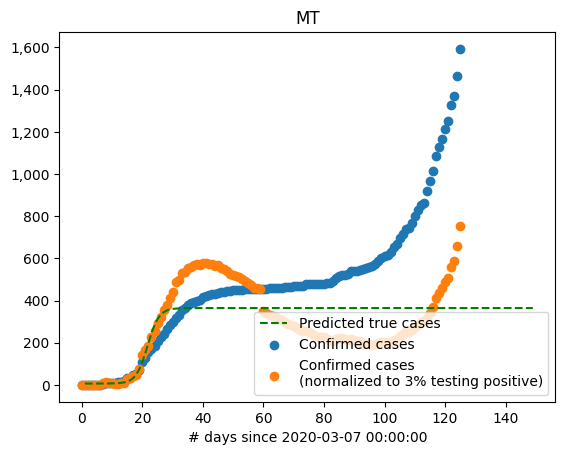 MT
1,600
1,400
1,200
1,000
800
600
400
200
0
Predicted true cases
Confirmed cases
Confirmed cases
(normalized to 3% testing positive)
0 20 40 60 80 100 120 140
# days since 2020-03-07 00:00:00